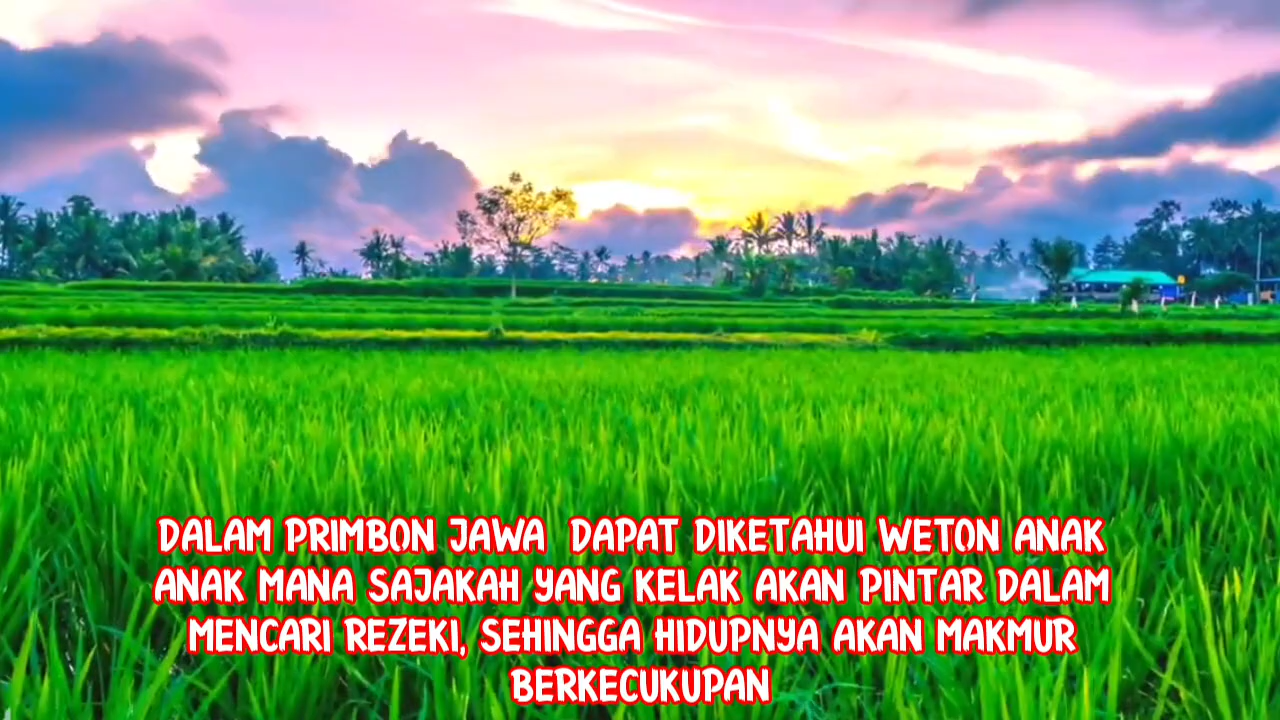 DALAM PRIMBON JAWA DAPAT DIKETAHUI WETON ANAK
ANAK MANA SAJAKAH YANG KELAK AKAN PINTAR DALAM
MENCARI REZEKI, SEHINGGA HIDUPNYA AKAN MAKMUR
BERKECUKUPAN